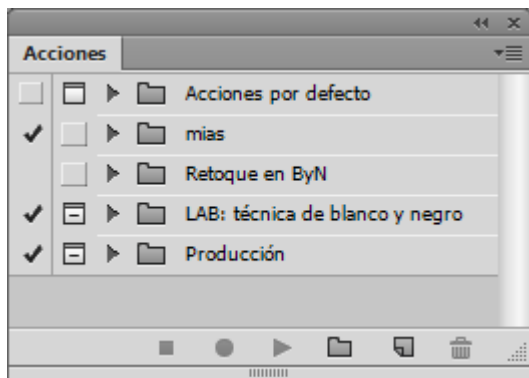 Acciones
Acciones por defecto
mias
Retoque en ByN
LAB: técnica de blanco y negro
Producción